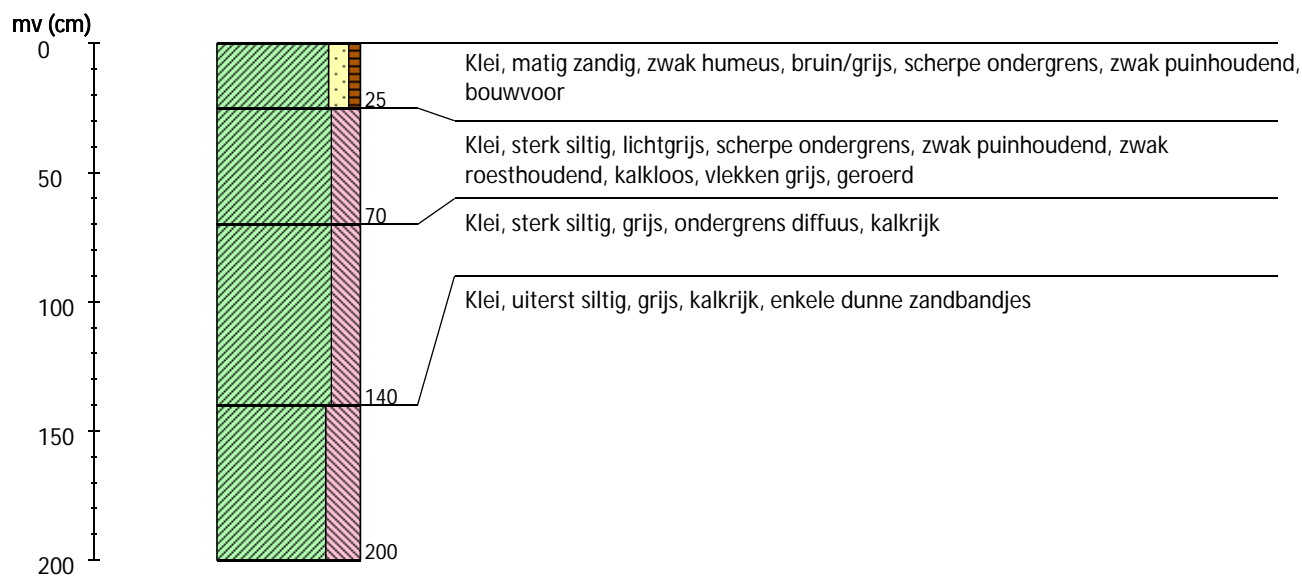 mv (cm)
0
Klei, matig zandig, zwak humeus, bruin/grijs, scherpe ondergrens, zwak puinhoudend,
bouwvoor
25
Klei, sterk siltig, lichtgrijs, scherpe ondergrens, zwak puinhoudend, zwak
roesthoudend, kalkloos, vlekken grijs, geroerd
50
70
Klei, sterk siltig, grijs, ondergrens diffuus, kalkrijk
100
Klei, uiterst siltig, grijs, kalkrijk, enkele dunne zandbandjes
140
150
200
200